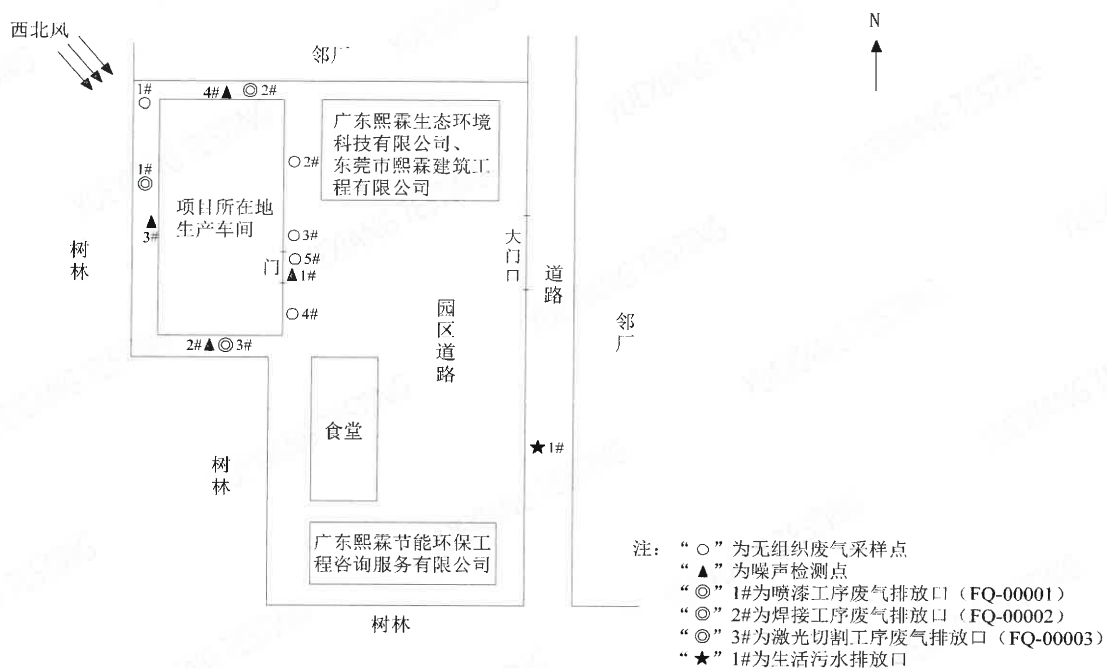 西北风
N
邻厂
1#
4#
2#
广东熙霖生态环境
科技有限公司、
东莞市熙霖建筑工
程有限公司
2#
1#
项目所在地
生产车间
3#
3#
大门口
树林
门
5#
1#
道路
4#
园区道路
邻厂
2#
3#
食堂
1#
树林
广东熙霖节能环保工
程咨询服务有限公司
树林
注：“○”为无组织废气采样点
“▲”为噪声检测点
“◎”1#为喷漆工序废气排放口（FQ-00001）
“◎”2#为焊接工序废气排放口（FQ-00002）
“◎”3#为激光切割工序废气排放口（FQ-00003）
“★”1#为生活污水排放口